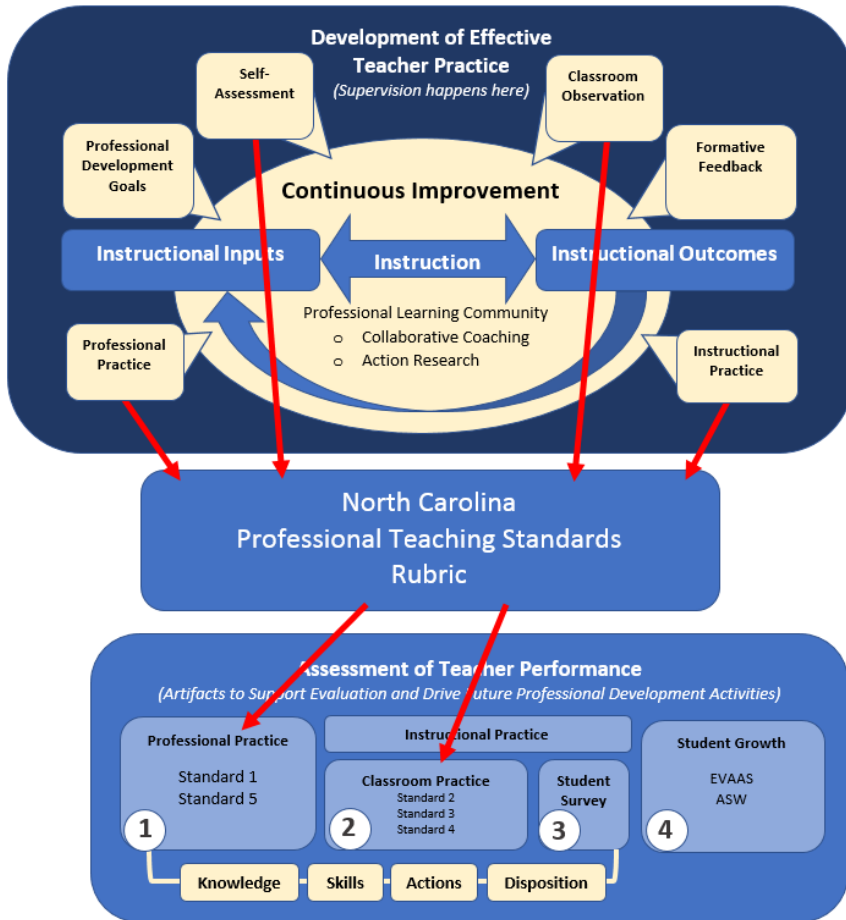 Development of Effective
Teacher Practice
(Supervision happens here)
Self-
Assessment
Classroom
Observation
Professional
Development
Goals
Formative
Feedback
Continuous Improvement
Instructional Inputs
Instruction
Instructional Outcomes
Professional Learning Community
o Collaborative Coaching
o Action Research
Professional
Practice
Instructional
Practice
North Carolina
Professional Teaching Standards
Rubric
Assessment of Teacher Performance
(Artifacts to Support Evaluation and Drive Future Professional Development Activities)
Professional Practice
Standard 1
Standard 5
1
Instructional Practice
Classroom Practice
Standard 2
Standard 3
Standard 4
2
Student
Survey
3
Student Growth
EVAAS
ASW
4
Knowledge
Skills
Actions
Disposition